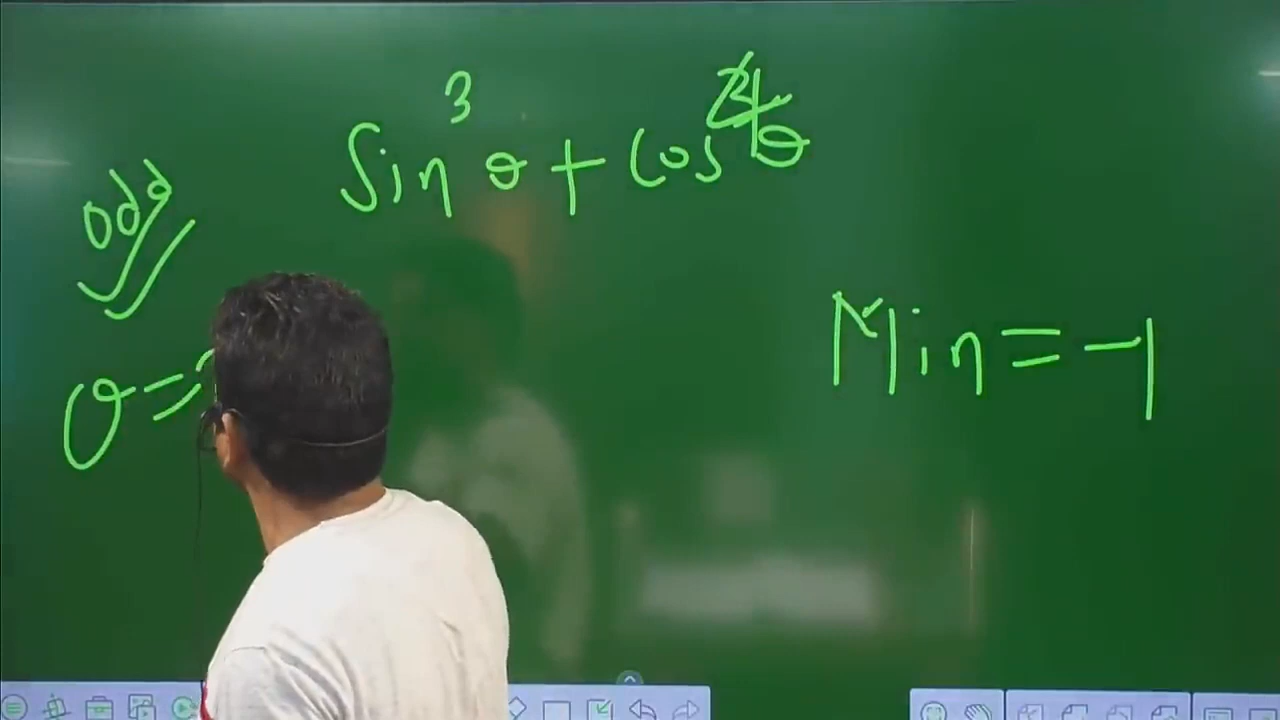 Sin³θ + Cos⁴θ
Odd
θ =
Min = -1